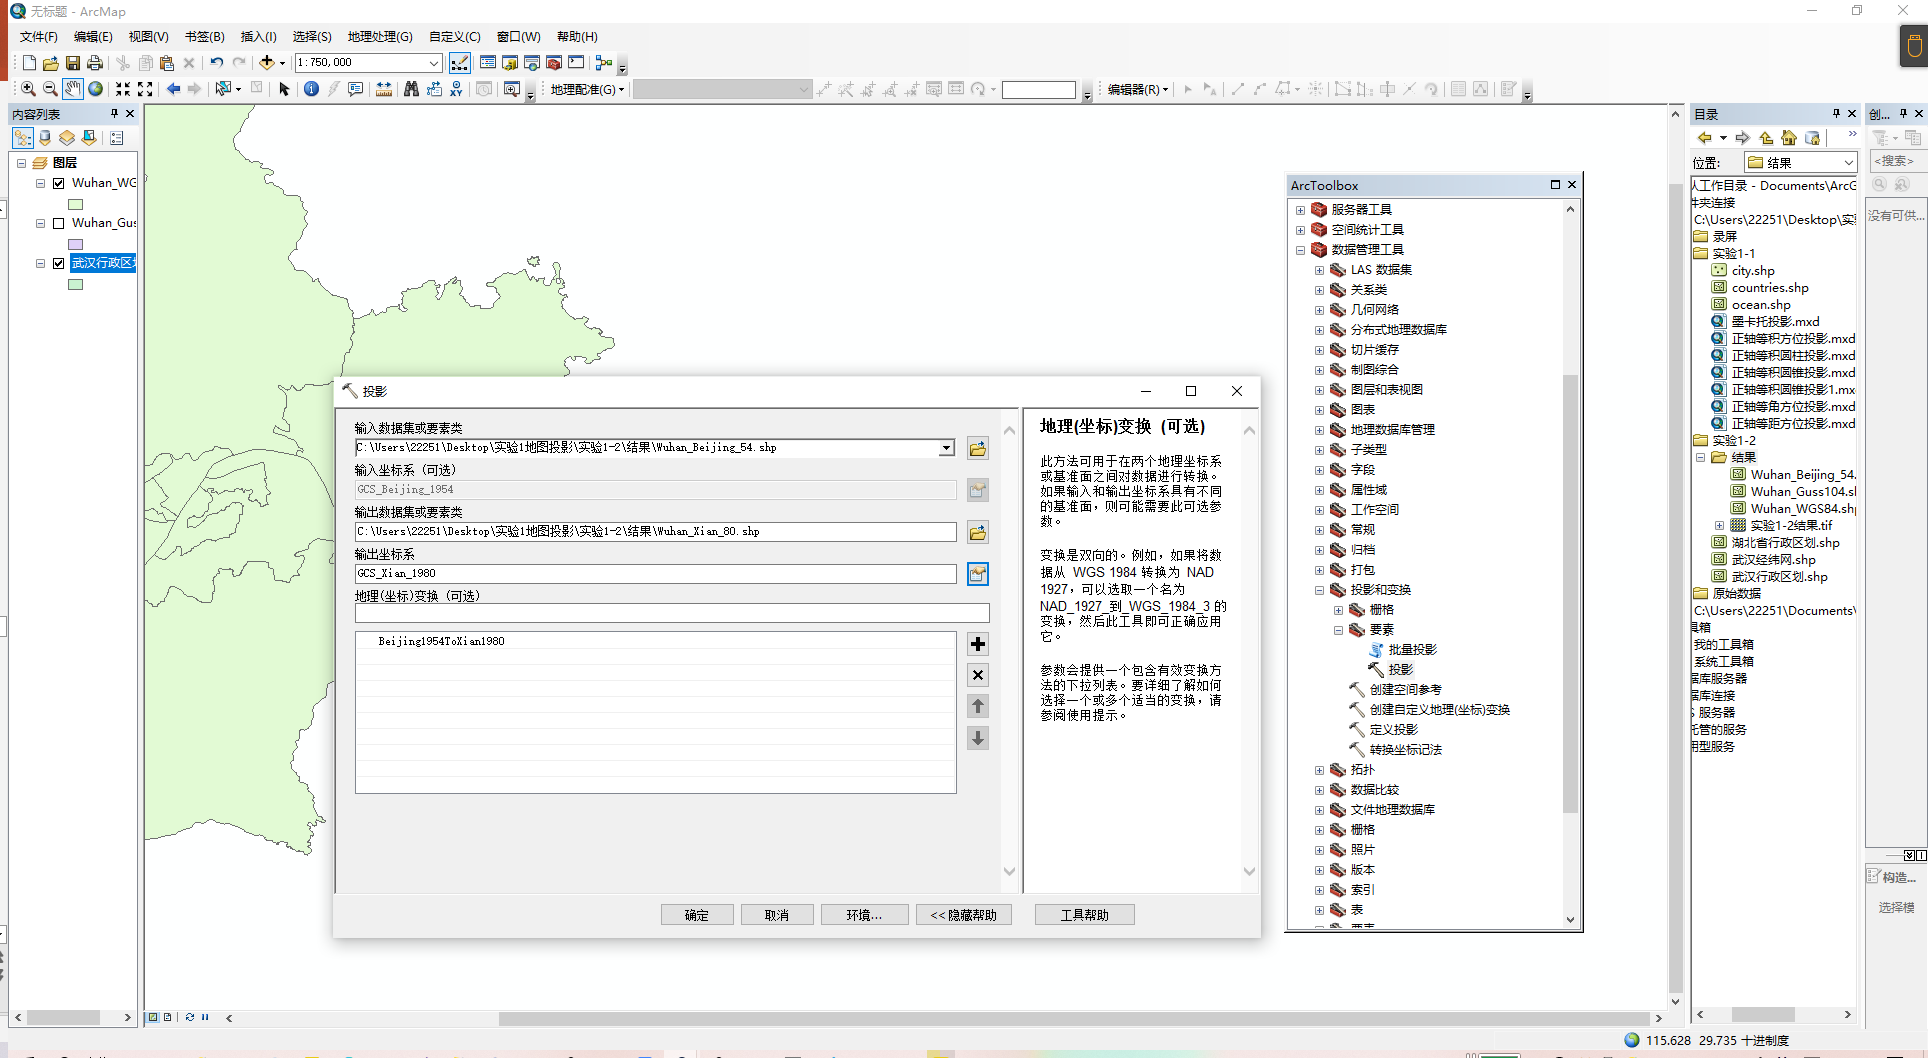 无标题 - ArcMap
文件(F) 编辑(E) 视图(V) 书签(B) 插入(I) 选择(S) 地理处理(G) 自定义(C) 窗口(W) 帮助(H)
1:750,000
地理配准(G)
编辑器(R)
内容列表
图层
Wuhan_WG
Wuhan_Gus
武汉行政区
投影
输入数据集或要素类
C:\Users\22251\Desktop\实验1地图投影\实验1-2\结果\Wuhan_Beijing_54.shp
输入坐标系 (可选)
GCS_Beijing_1954
输出数据集或要素类
C:\Users\22251\Desktop\实验1地图投影\实验1-2\结果\Wuhan_Xian_80.shp
输出坐标系
GCS_Xian_1980
地理(坐标)变换 (可选)
Beijing1954ToXian1980
确定 取消 环境... << 隐藏帮助 工具帮助
地理(坐标)变换 (可选)
此方法可用于在两个地理坐标系
或基准面之间对数据进行转换。
如果输入和输出坐标系具有不同
的基准面，则可能需要此可选参
数。
变换是双向的。例如，如果将数
据从 WGS 1984 转换为 NAD
1927，可以选取一个名为
NAD_1927_到_WGS_1984_3 的
变换，然后此工具即可正确应用
它。
参数会提供一个包含有效变换方
法的下拉列表。要详细了解如何
选择一个或多个适当的变换，请
参阅使用提示。
ArcToolbox
服务器工具
空间统计工具
数据管理工具
LAS 数据集
关系类
几何网络
分布式地理数据库
切片缓存
制图综合
图层和表视图
图表
地理数据库管理
子类型
字段
属性域
工作空间
常规
归档
打包
投影和变换
栅格
要素
批量投影
投影
创建空间参考
创建自定义地理(坐标)变换
定义投影
转换坐标记法
拓扑
数据比较
文件地理数据库
栅格
照片
版本
索引
表
目录
位置: 结果
工作目录 - Documents\ArcG
夹连接
C:\Users\22251\Desktop\实
录屏
实验1-1
city.shp
countries.shp
ocean.shp
墨卡托投影.mxd
正轴等积方位投影.mxd
正轴等积圆柱投影.mxd
正轴等积圆锥投影.mxd
正轴等积圆锥投影1.mx
正轴等角方位投影.mxd
正轴等距方位投影.mxd
实验1-2
结果
Wuhan_Beijing_54.
Wuhan_Guss104.sl
Wuhan_WGS84.sh
实验1-2结果.tif
湖北省行政区划.shp
武汉经纬网.shp
武汉行政区划.shp
原始数据
C:\Users\22251\Documents\
具箱
我的工具箱
系统工具箱
据库服务器
据库连接
服务器
托管的服务
用型服务
创...
<搜索>
没有可供...
构造...
选择模
115.628 29.735 十进制度